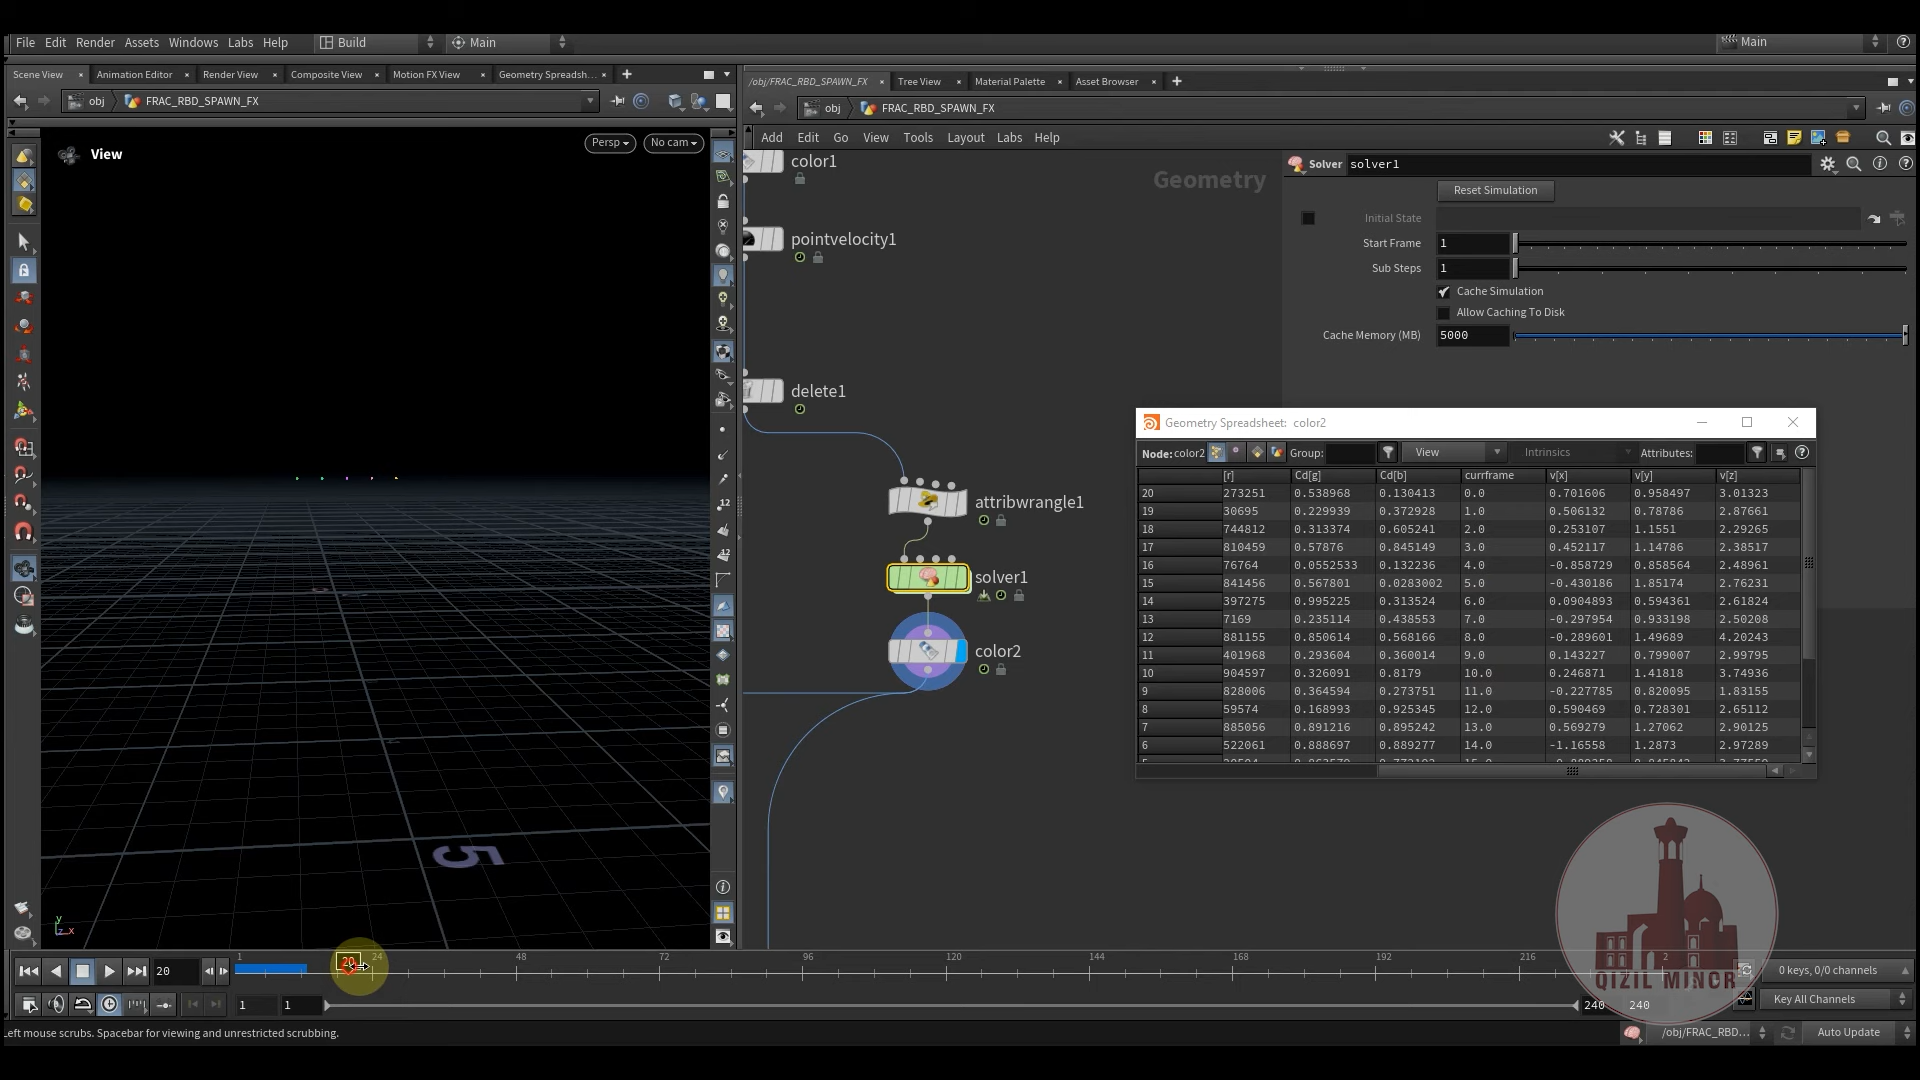 File Edit Render Assets Windows Labs Help Build Main Main
Scene View Animation Editor Render View Composite View Motion FX View Geometry Spreadsh...
/obj/FRAC_RBD_SPAWN_FX Tree View Material Palette Asset Browser
obj FRAC_RBD_SPAWN_FX
obj FRAC_RBD_SPAWN_FX
Add Edit Go View Tools Layout Labs Help
View
Persp
No cam
5
y
z x
color1
pointvelocity1
delete1
attribwrangle1
solver1
color2
Geometry
Solver solver1
Reset Simulation
Initial State
Start Frame 1
Sub Steps 1
Cache Simulation
Allow Caching To Disk
Cache Memory (MB) 5000
Geometry Spreadsheet: color2
Node: color2 Group: View Intrinsics Attributes:
[r] Cd[g] Cd[b] currframe v[x] v[y] v[z]
20 273251 0.538968 0.130413 0.0 0.701606 0.958497 3.01323
19 30695 0.229939 0.372928 1.0 0.506132 0.78786 2.87661
18 744812 0.313374 0.605241 2.0 0.253107 1.1551 2.29265
17 810459 0.57876 0.845149 3.0 0.452117 1.14786 2.38517
16 76764 0.0552533 0.132236 4.0 -0.858729 0.858564 2.48961
15 841456 0.567801 0.0283002 5.0 -0.430186 1.85174 2.76231
14 397275 0.995225 0.313524 6.0 0.0904893 0.594361 2.61824
13 7169 0.235114 0.438553 7.0 -0.297954 0.933198 2.50208
12 881155 0.850614 0.568166 8.0 -0.289601 1.49689 4.20243
11 401968 0.293604 0.360014 9.0 0.143227 0.799007 2.99795
10 904597 0.326091 0.8179 10.0 0.246871 1.41818 3.74936
9 828006 0.364594 0.273751 11.0 -0.227785 0.820095 1.83155
8 59574 0.168993 0.925345 12.0 0.590469 0.728301 2.65112
7 885056 0.891216 0.895242 13.0 0.569279 1.27062 2.90125
6 522061 0.888697 0.889277 14.0 -1.16558 1.2873 2.97289
QIZIL MINOR
20 1 20 24 48 72 96 120 144 168 192 216 2
0 keys, 0/0 channels
1 1 240 240
Key All Channels
Left mouse scrubs. Spacebar for viewing and unrestricted scrubbing.
/obj/FRAC_RBD... Auto Update